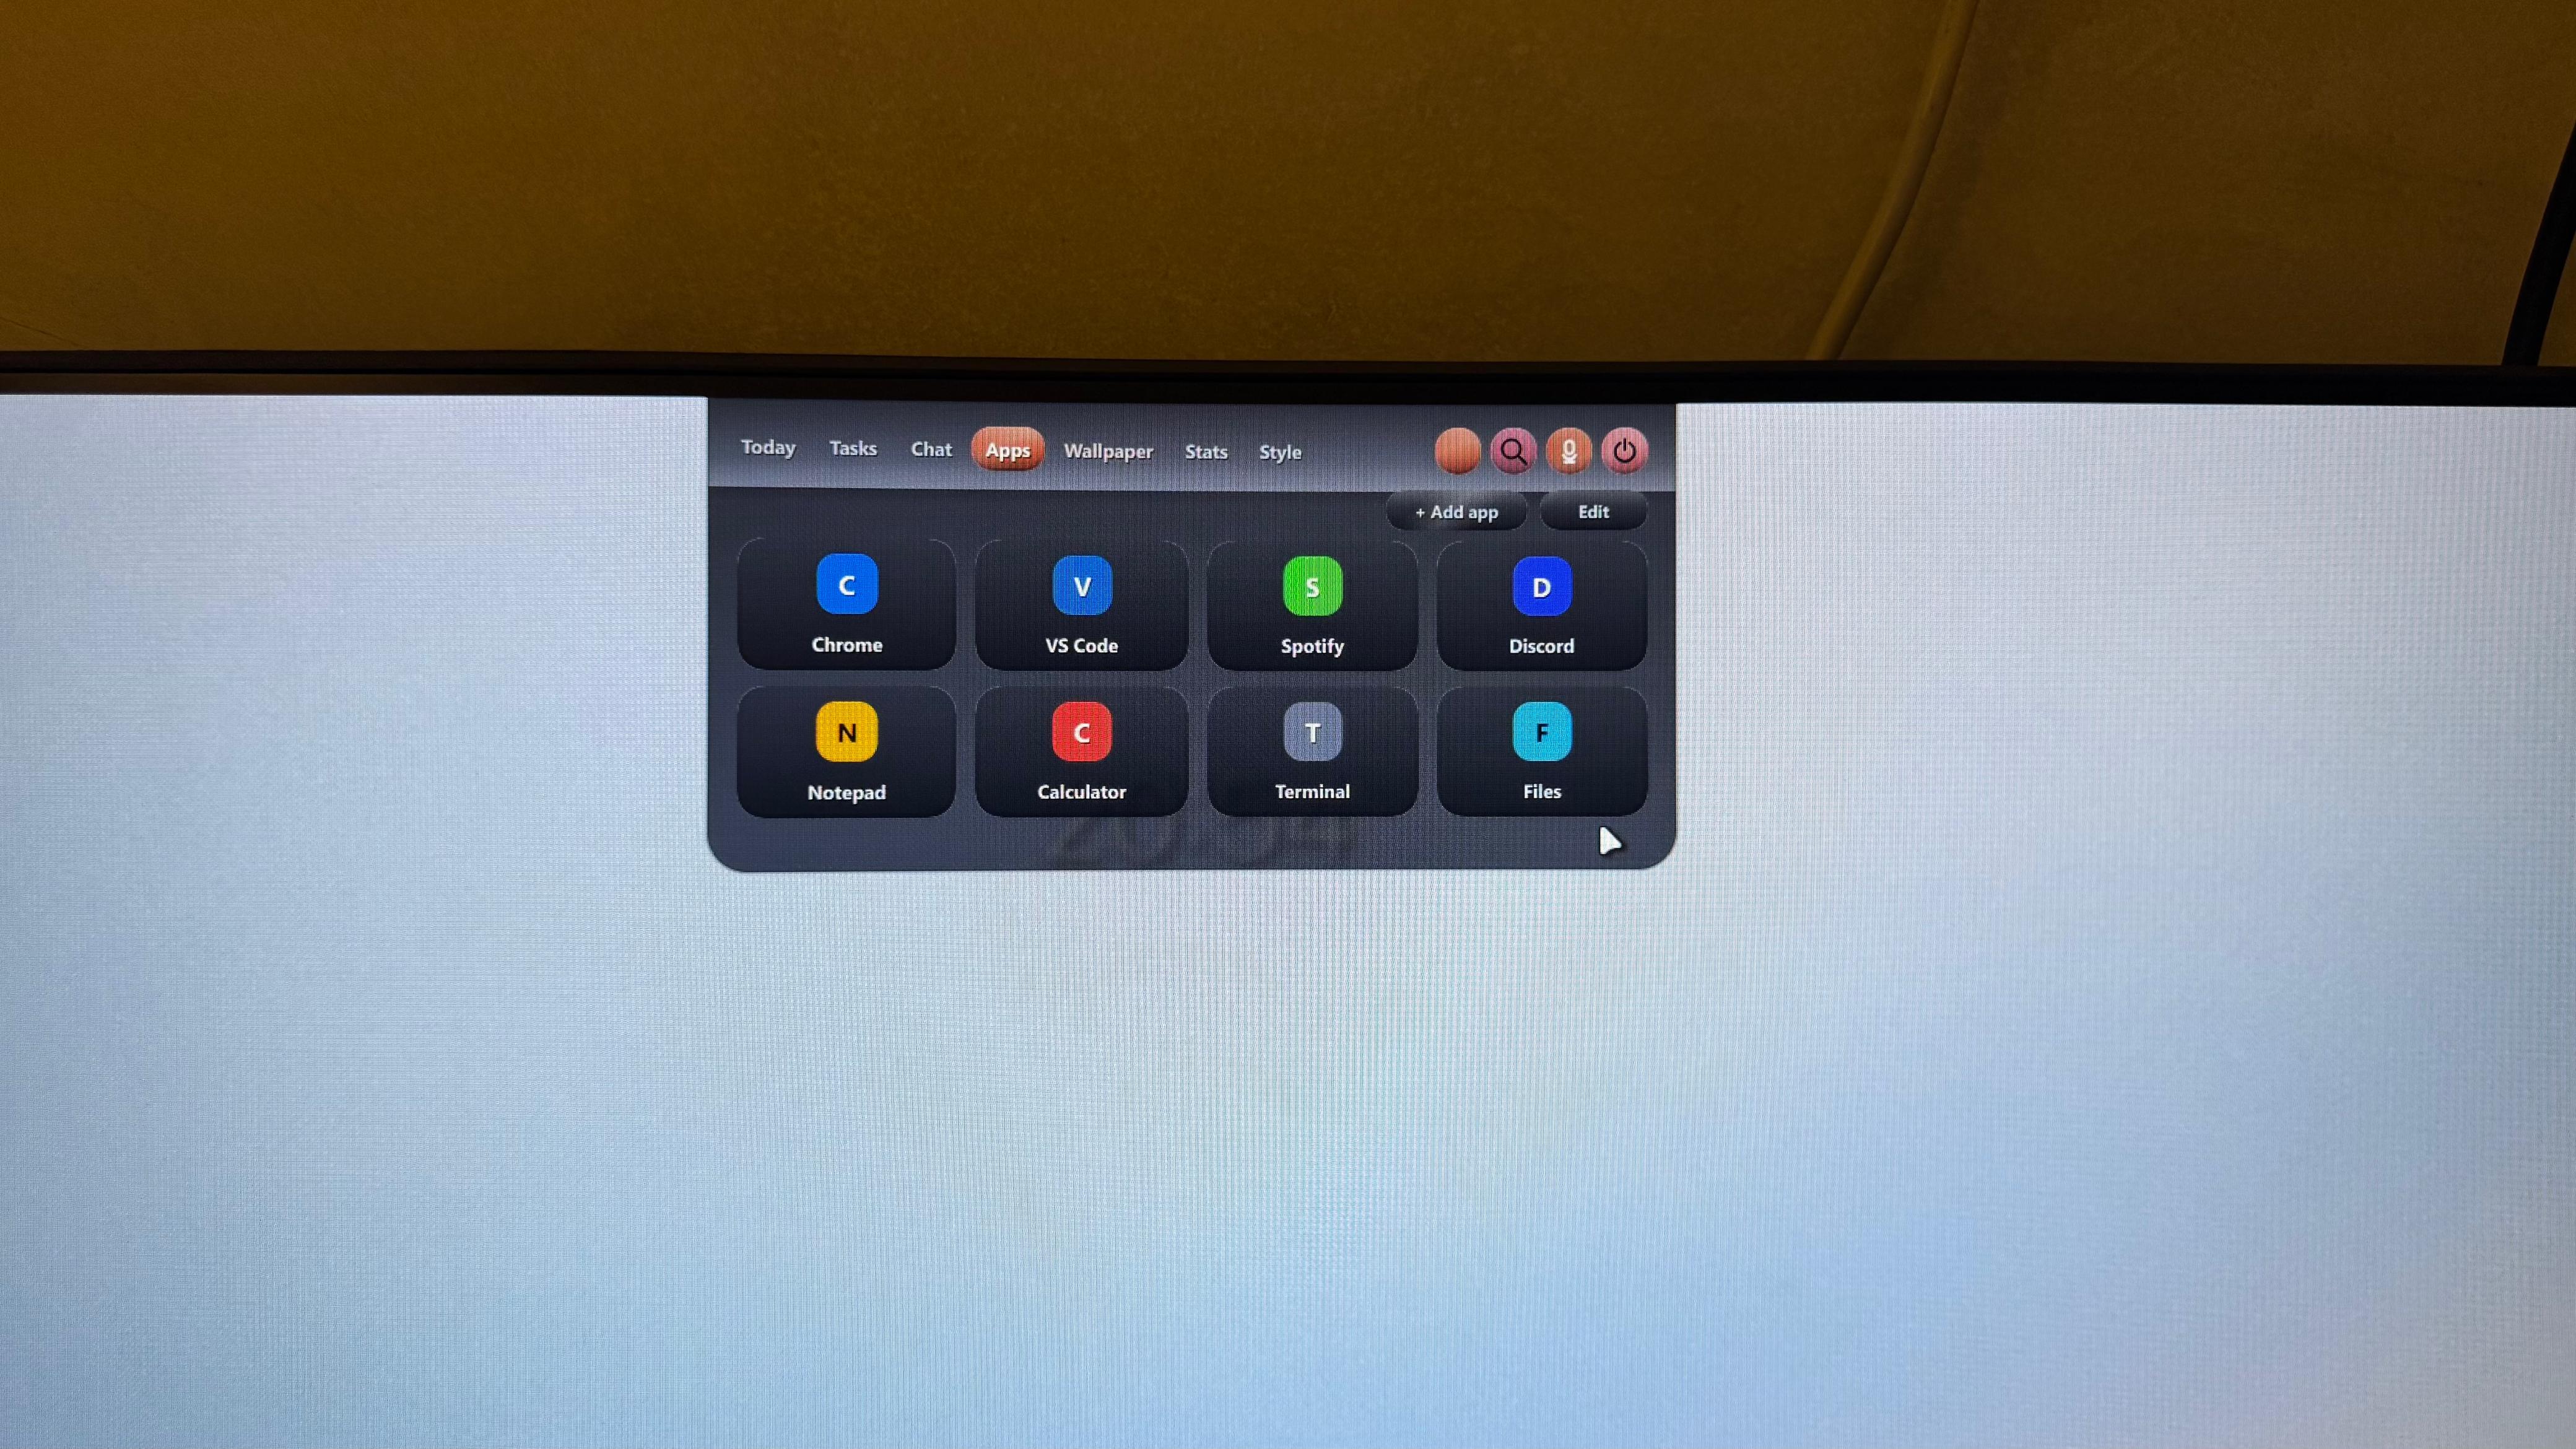 Today Tasks Chat Apps Wallpaper Stats Style
+ Add app Edit
C V S D
Chrome VS Code Spotify Discord
N C T F
Notepad Calculator Terminal Files